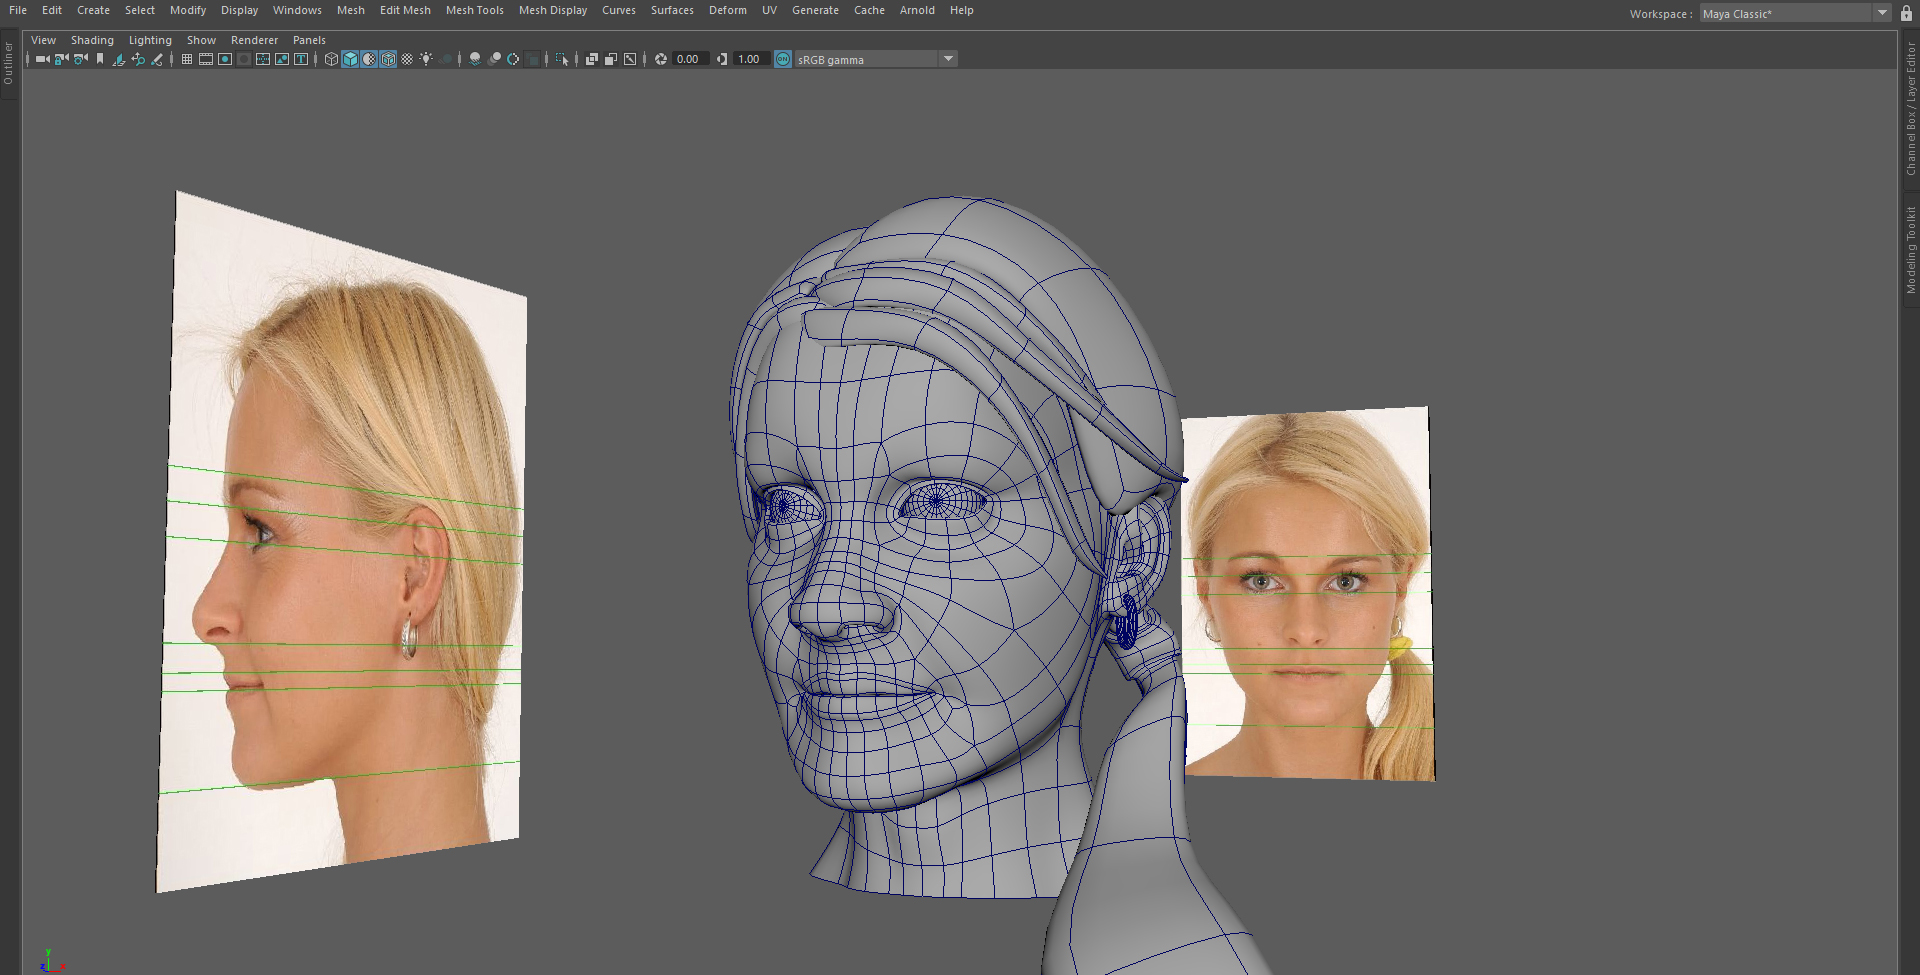 File Edit Create Select Modify Display Windows Mesh Edit Mesh Mesh Tools Mesh Display Curves Surfaces Deform UV Generate Cache Arnold Help
Workspace : Maya Classic*
View Shading Lighting Show Renderer Panels
0.00 1.00 ON sRGB gamma
Outliner
Channel Box / Layer Editor
Modeling Toolkit
y
z x